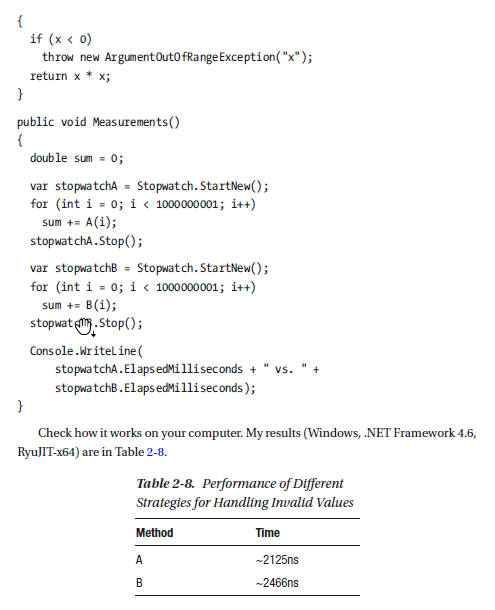 {
if (x < 0)
throw new ArgumentOutOfRangeException("x");
return x * x;
}
public void Measurements()
{
double sum = 0;
var stopwatchA = Stopwatch.StartNew();
for (int i = 0; i < 1000000001; i++)
sum += A(i);
stopwatchA.Stop();
var stopwatchB = Stopwatch.StartNew();
for (int i = 0; i < 1000000001; i++)
sum += B(i);
stopwatchB.Stop();
Console.WriteLine(
stopwatchA.ElapsedMilliseconds + " vs. " +
stopwatchB.ElapsedMilliseconds);
}
Check how it works on your computer. My results (Windows, .NET Framework 4.6,
RyuJIT-x64) are in Table 2-8.
Table 2-8. Performance of Different
Strategies for Handling Invalid Values
Method Time
A ~2125ns
B ~2466ns